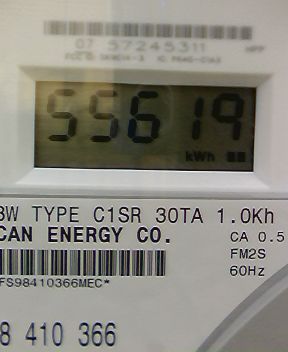 07 57245311
55619
kWh
3W TYPE C1SR 30TA 1.0Kh
CAN ENERGY CO.
CA 0.5
FM2S
60Hz
FS98410366MEC*
8 410 366